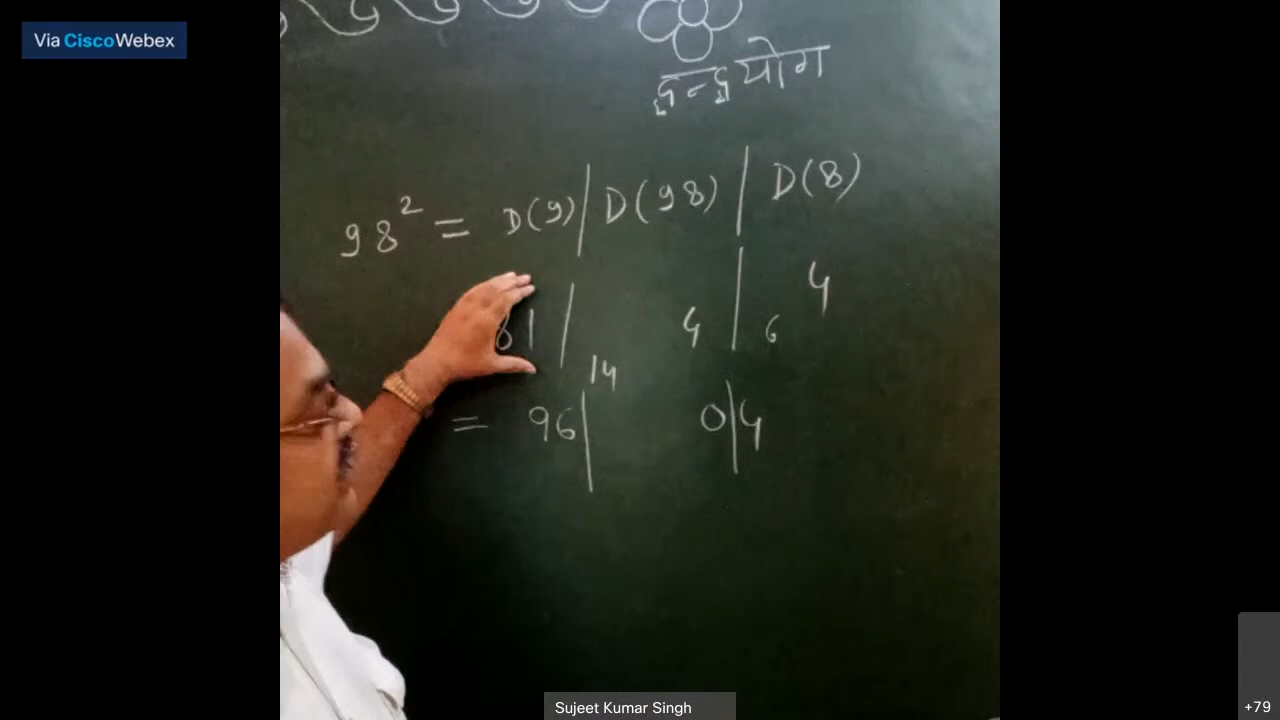 Via CiscoWebex
द्वन्द्व योग
98² = D(9) | D(98) | D(8)
81 | 14 4 | 6 4
= 96 | 0 | 4
Sujeet Kumar Singh
+79